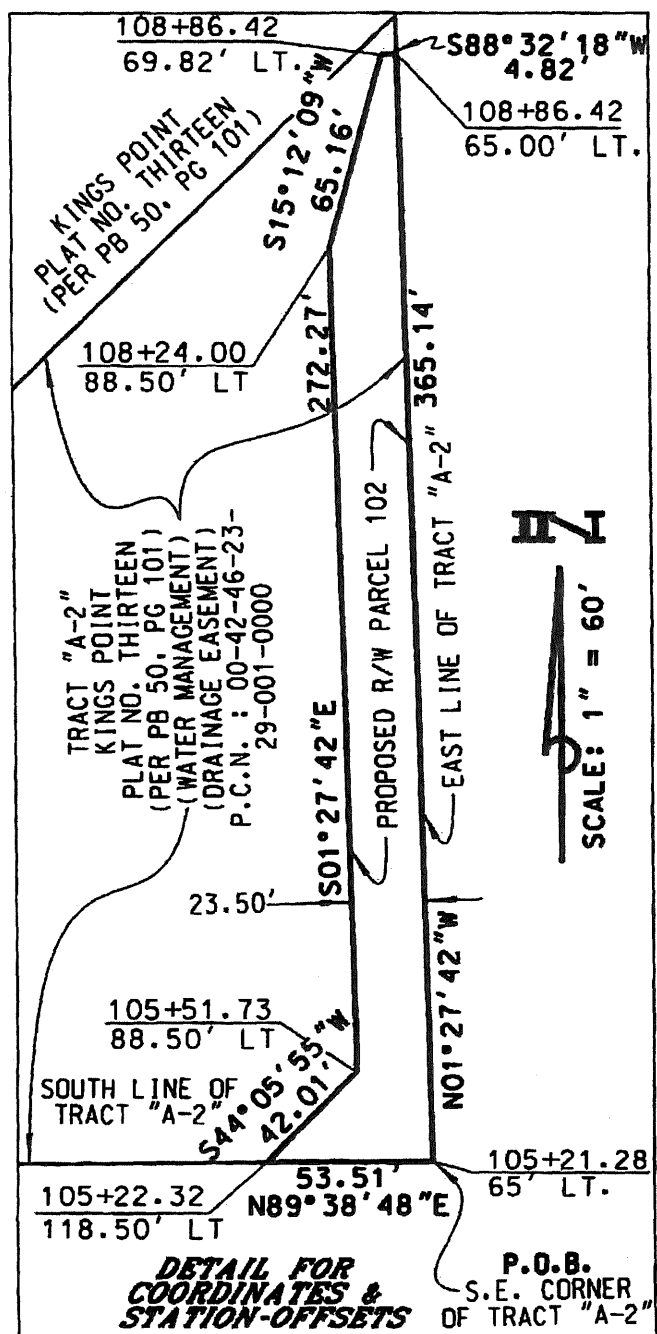 108+86.42
69.82' LT.
S88°32'18"W
4.82'
108+86.42
65.00' LT.
KINGS POINT
PLAT NO. THIRTEEN
(PER PB 50. PG 101)
S15°12'09"W
65.16'
108+24.00
88.50' LT
272.27'
365.14'
TRACT "A-2"
KINGS POINT
PLAT NO. THIRTEEN
(PER PB 50. PG 101)
(WATER MANAGEMENT)
(DRAINAGE EASEMENT)
P.C.N. : 00-42-46-23-
29-001-0000
S01°27'42"E
PROPOSED R/W PARCEL 102
EAST LINE OF TRACT "A-2"
SCALE: 1" = 60'
23.50'
N01°27'42"W
105+51.73
88.50' LT
SOUTH LINE OF
TRACT "A-2"
S44°05'55"W
42.01'
105+22.32
118.50' LT
53.51'
N89°38'48"E
105+21.28
65' LT.
P.O.B.
S.E. CORNER
OF TRACT "A-2"
DETAIL FOR
COORDINATES &
STATION-OFFSETS